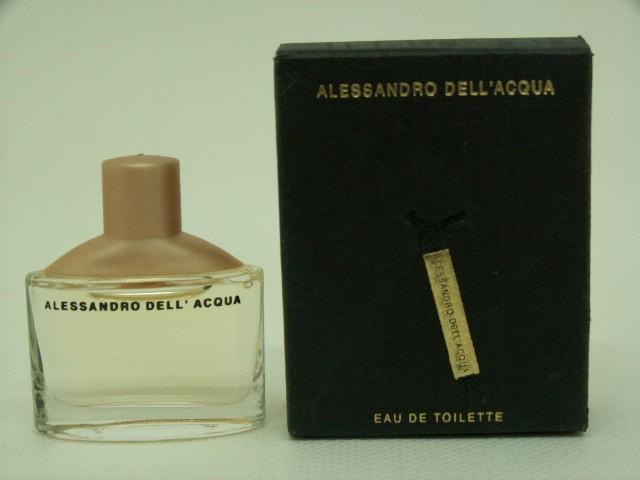 ALESSANDRO DELL'ACQUA
ALESSANDRO DELL' ACQUA
ALESSANDRO DELL'ACQUA
EAU DE TOILETTE